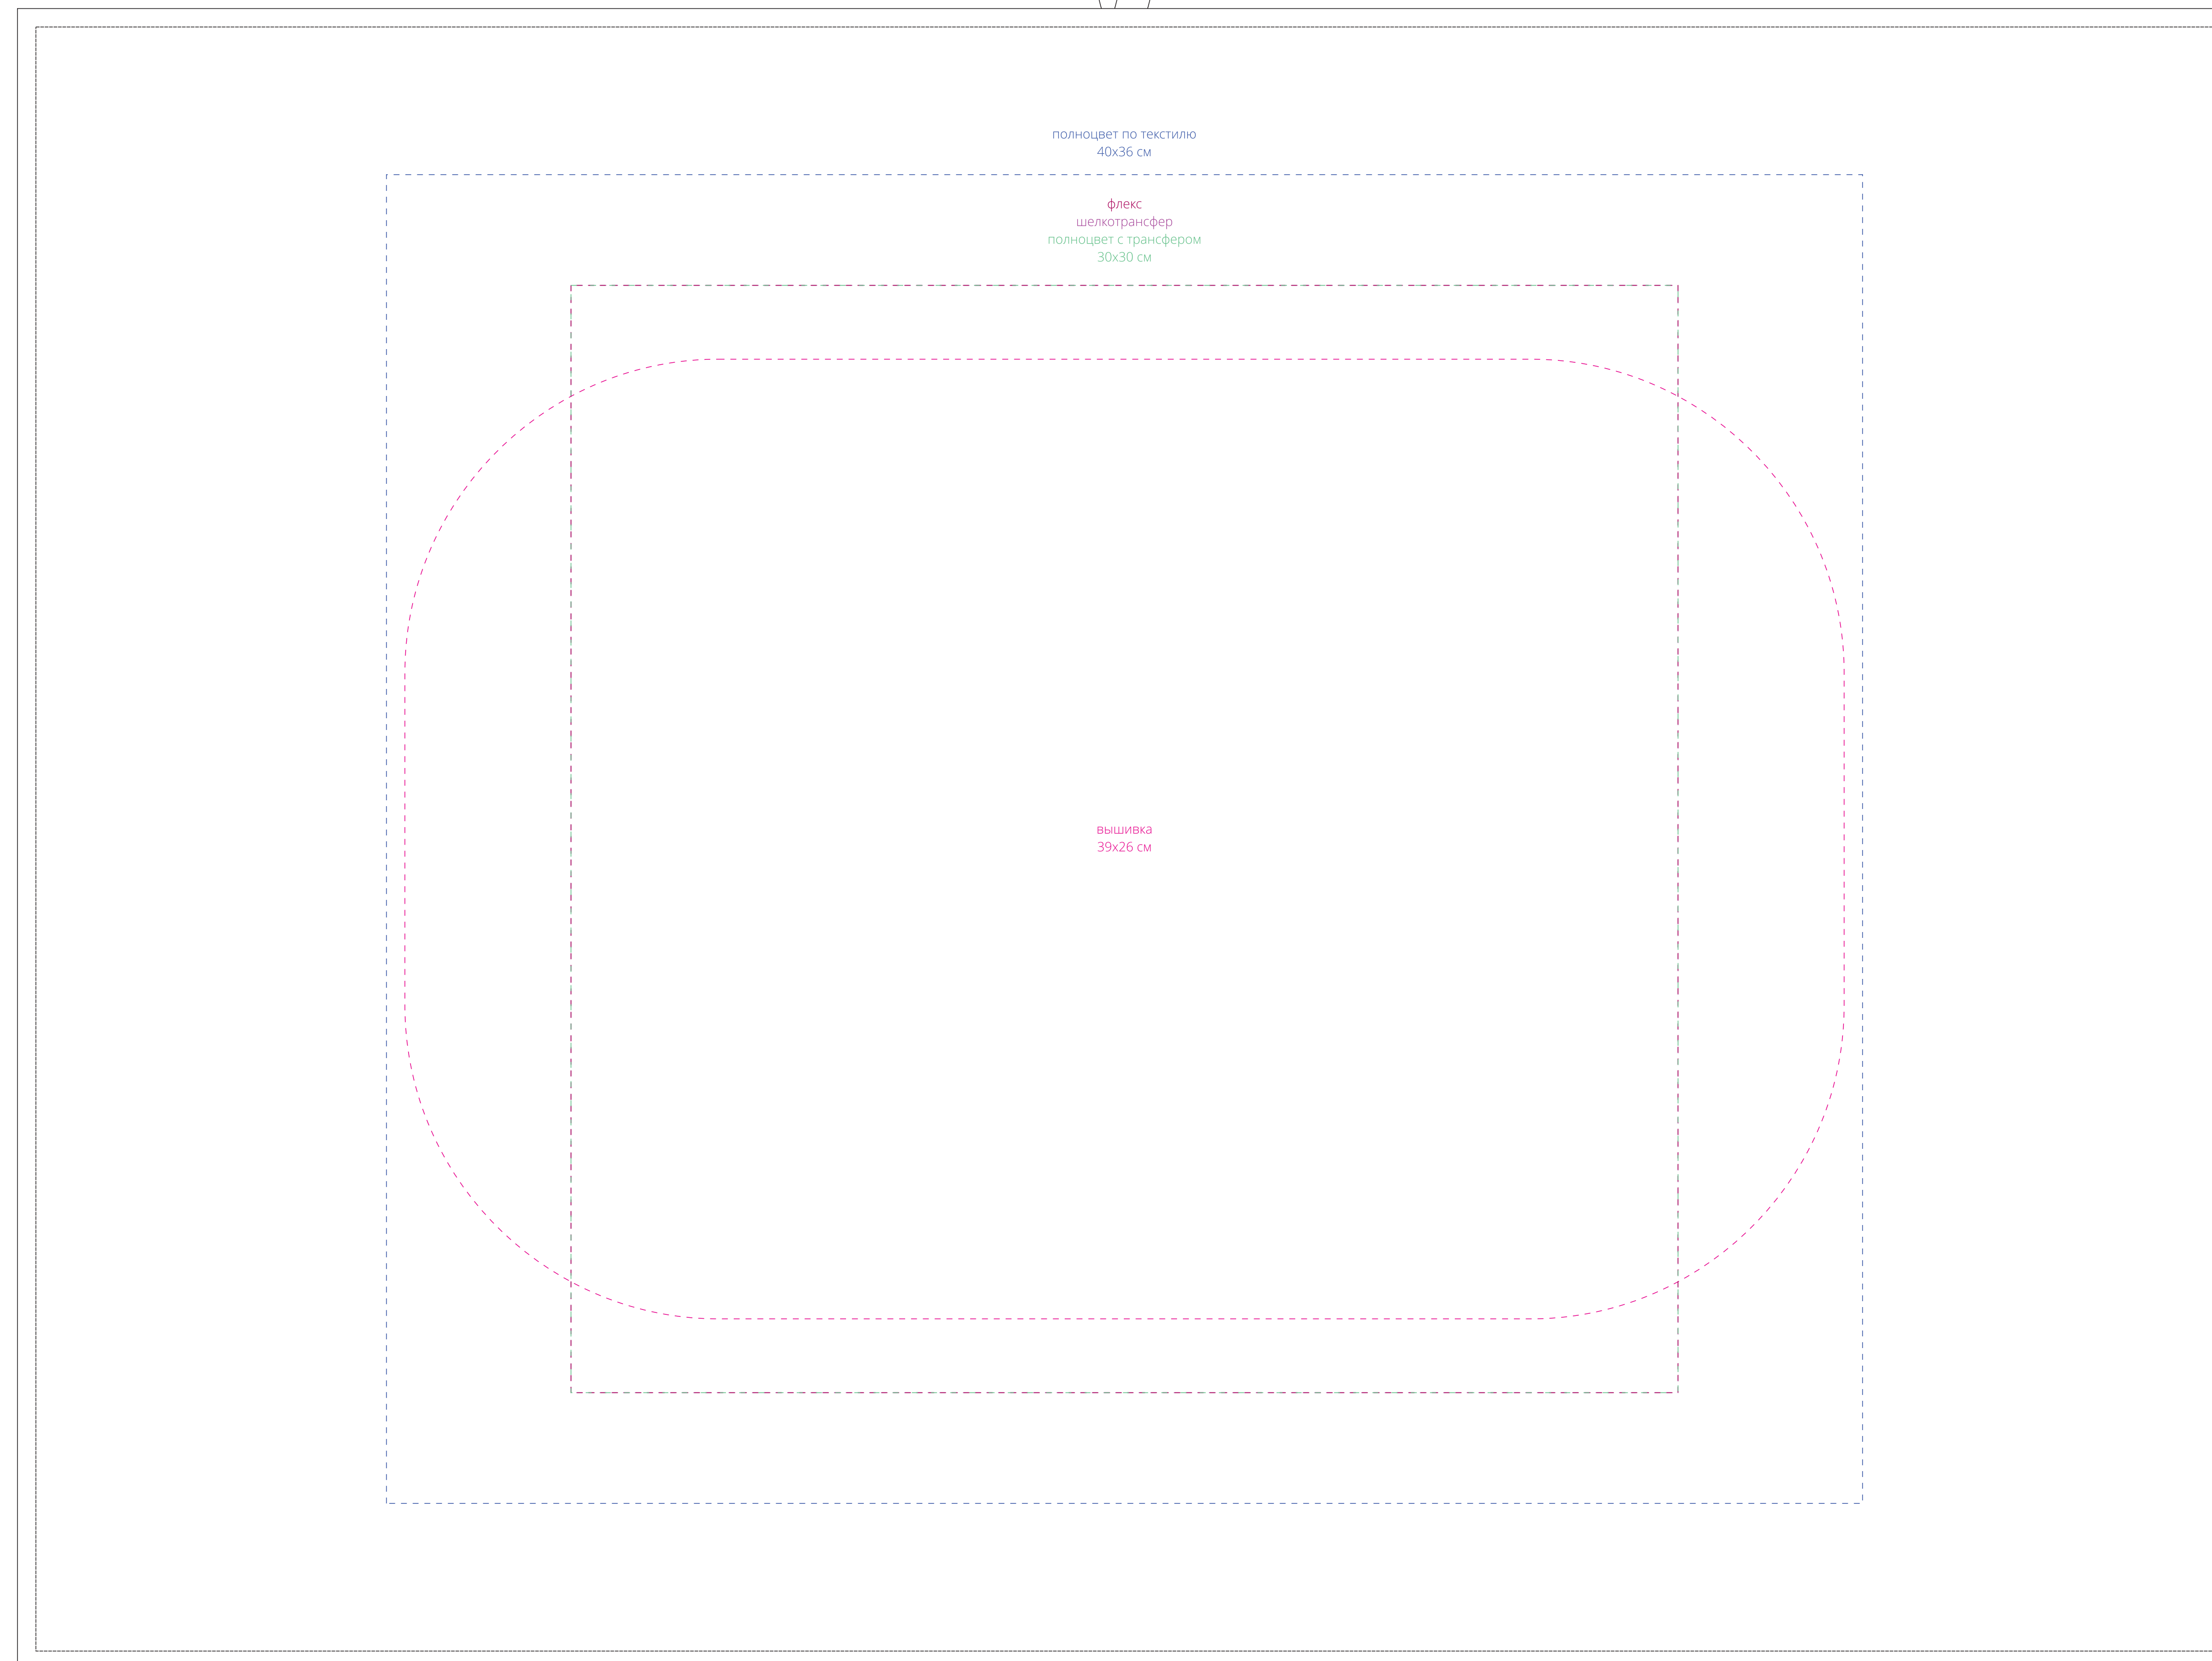 полноцвет по текстилю
40х36 см
флекс
шелкотрансфер
полноцвет с трансфером
30х30 см
вышивка
39х26 см